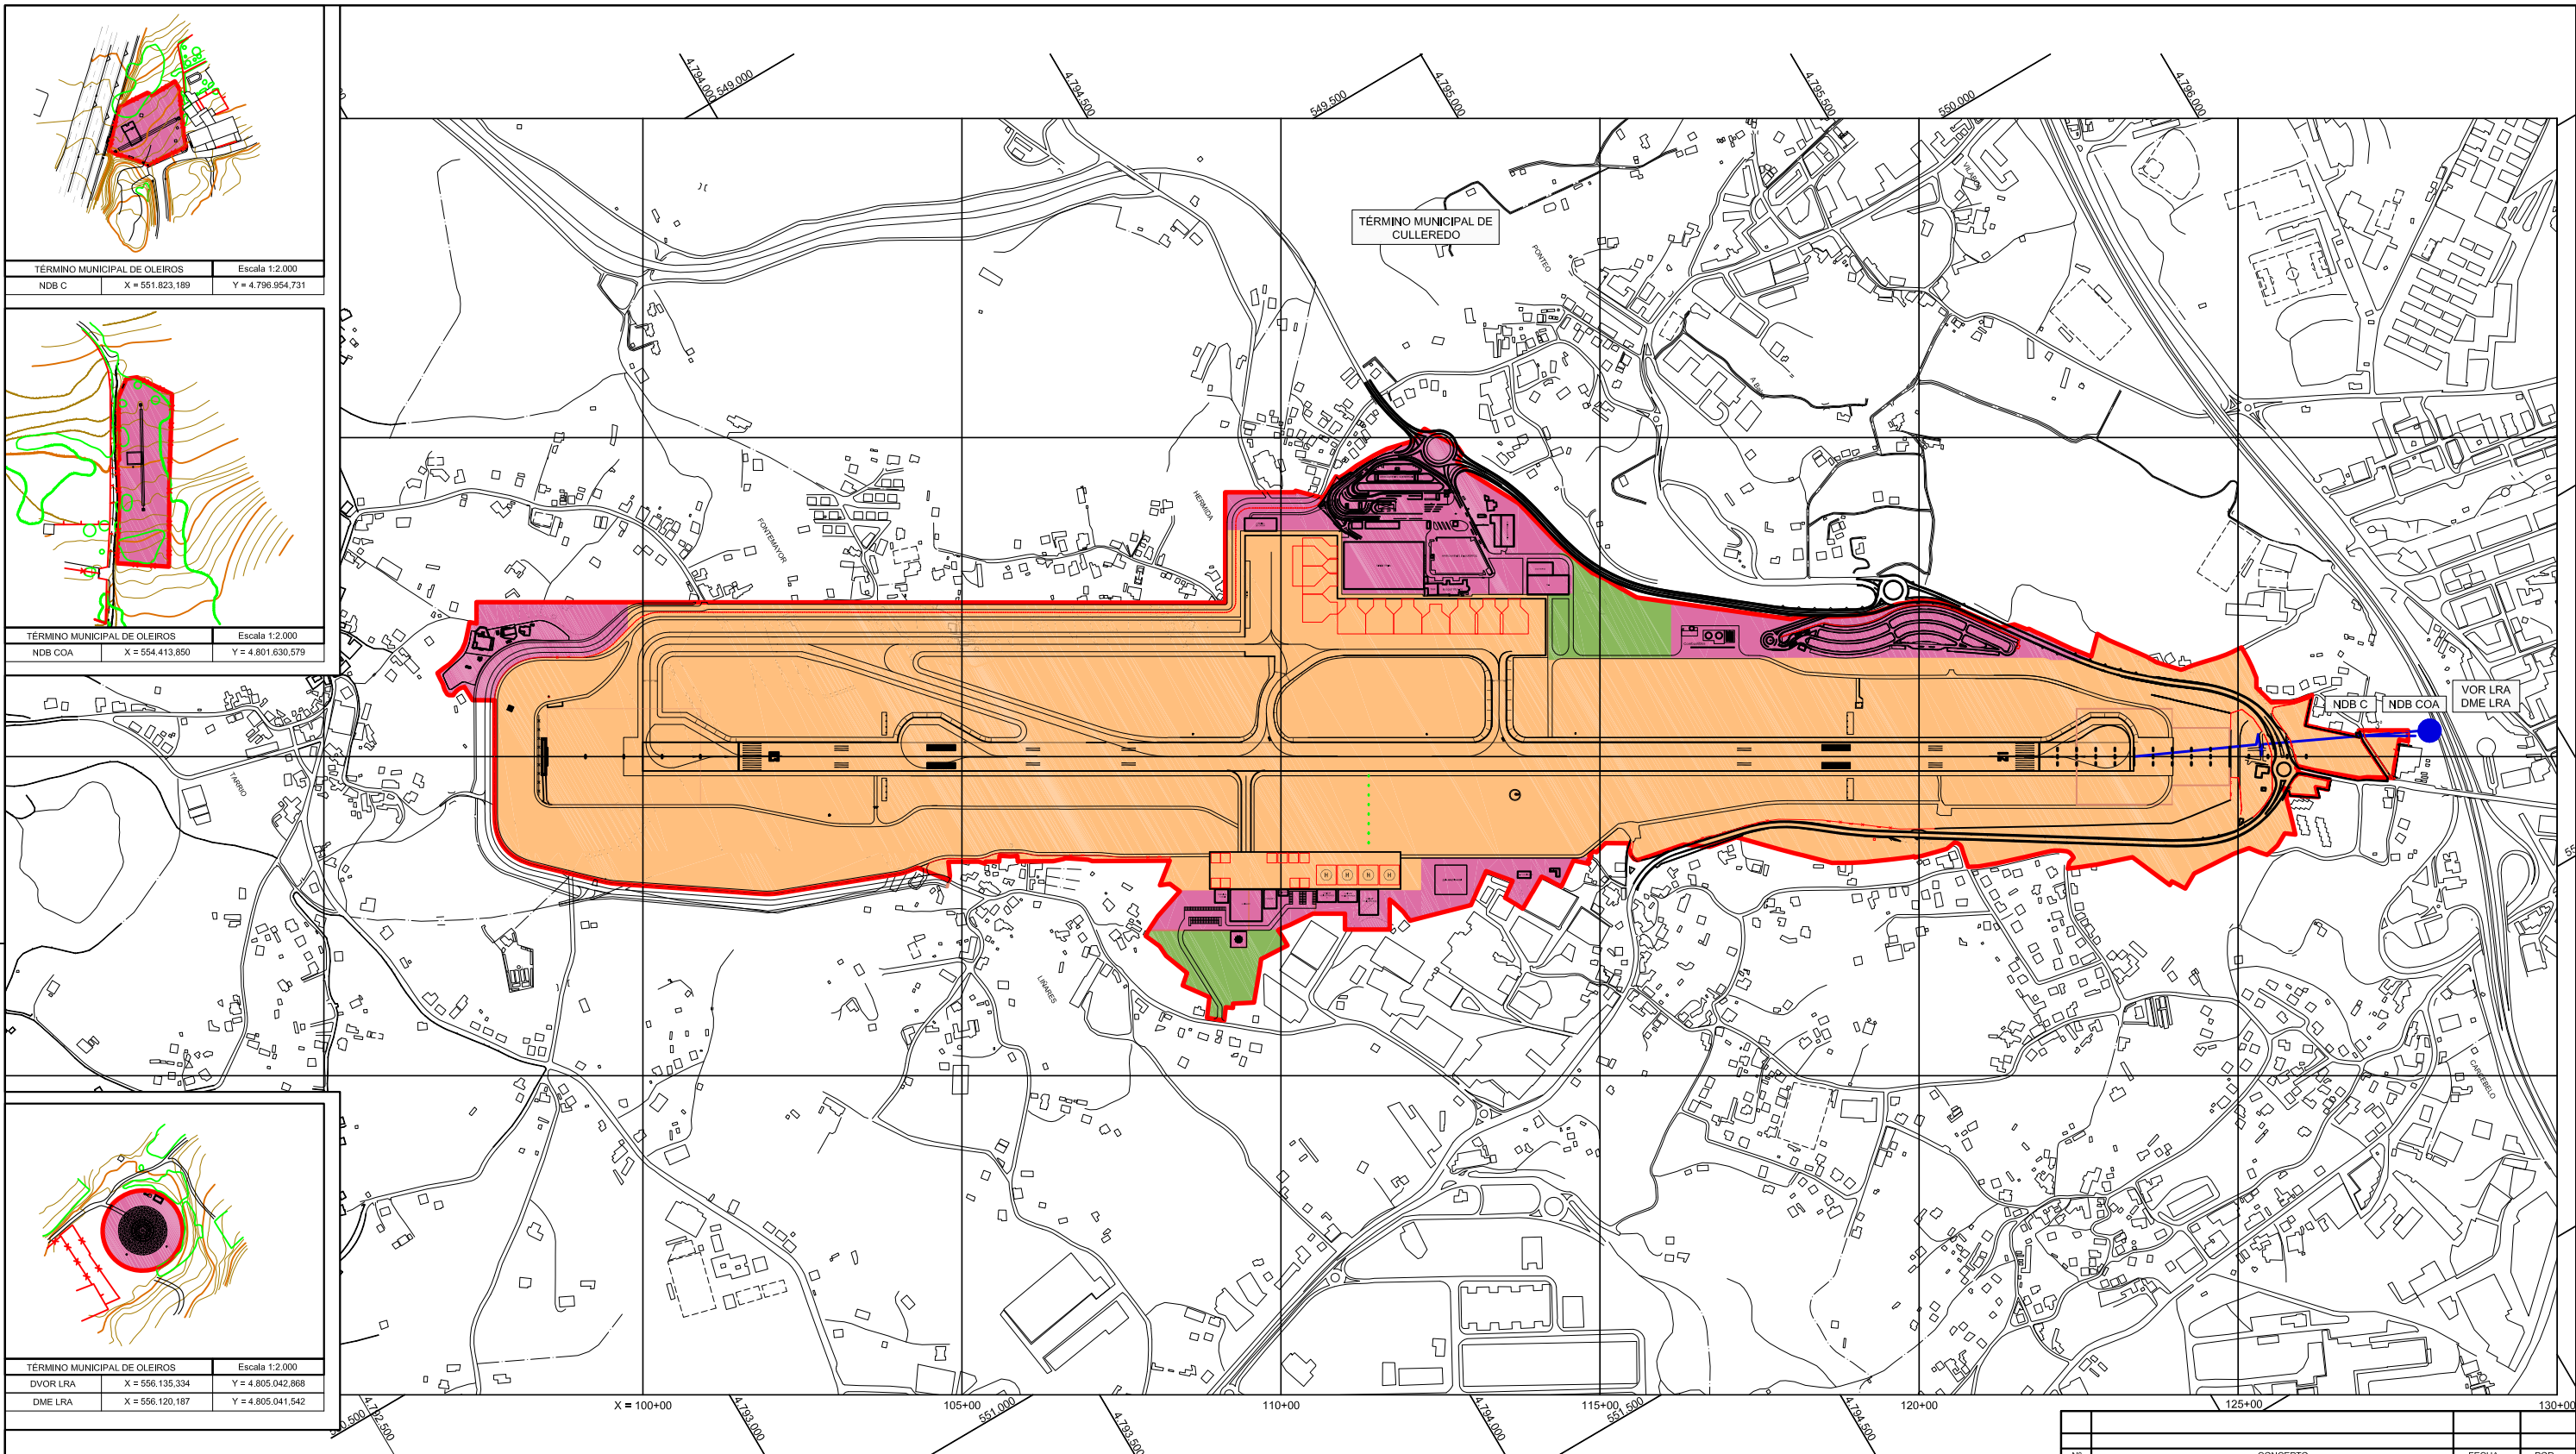 TÉRMINO MUNICIPAL DE OLEIROS Escala 1:2.000
NDB C X = 551.823,189 Y = 4.796.954,731
TÉRMINO MUNICIPAL DE OLEIROS Escala 1:2.000
NDB COA X = 554.413,850 Y = 4.801.630,579
TÉRMINO MUNICIPAL DE OLEIROS Escala 1:2.000
DVOR LRA X = 556.135,334 Y = 4.805.042,868
DME LRA X = 556.120,187 Y = 4.805.041,542
4.794.000
549.000
4.794.500
549.500
4.795.000
4.795.500
550.000
4.796.000
TÉRMINO MUNICIPAL DE
CULLEREDO
VILABOA
PONTEO
HERMIDA
FONTEMAYOR
TARRIO
LIÑARES
NDB C
NDB COA
VOR LRA
DME LRA
H H H H
X = 100+00
105+00
110+00
115+00
120+00
125+00
130+00
4.792.500
4.793.000
551.000
4.793.500
4.794.000
551.500
4.794.500
Nº CONCEPTO FECHA POR